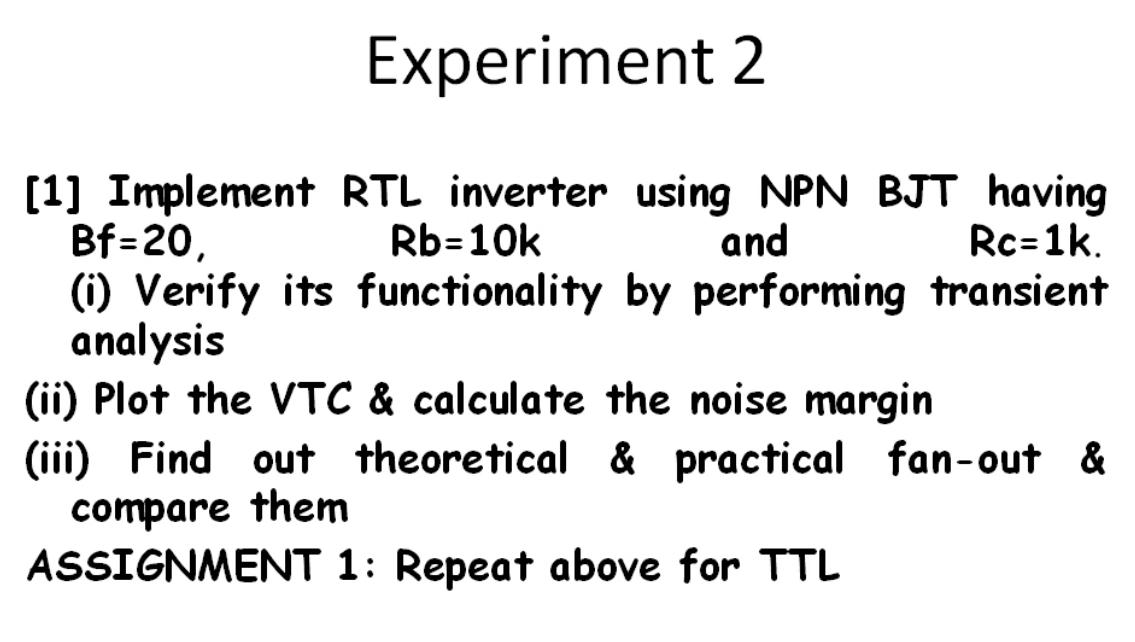 Experiment 2
[1] Implement RTL inverter using NPN BJT having
Bf=20, Rb=10k and Rc=1k.
(i) Verify its functionality by performing transient
analysis
(ii) Plot the VTC & calculate the noise margin
(iii) Find out theoretical & practical fan-out &
compare them
ASSIGNMENT 1: Repeat above for TTL